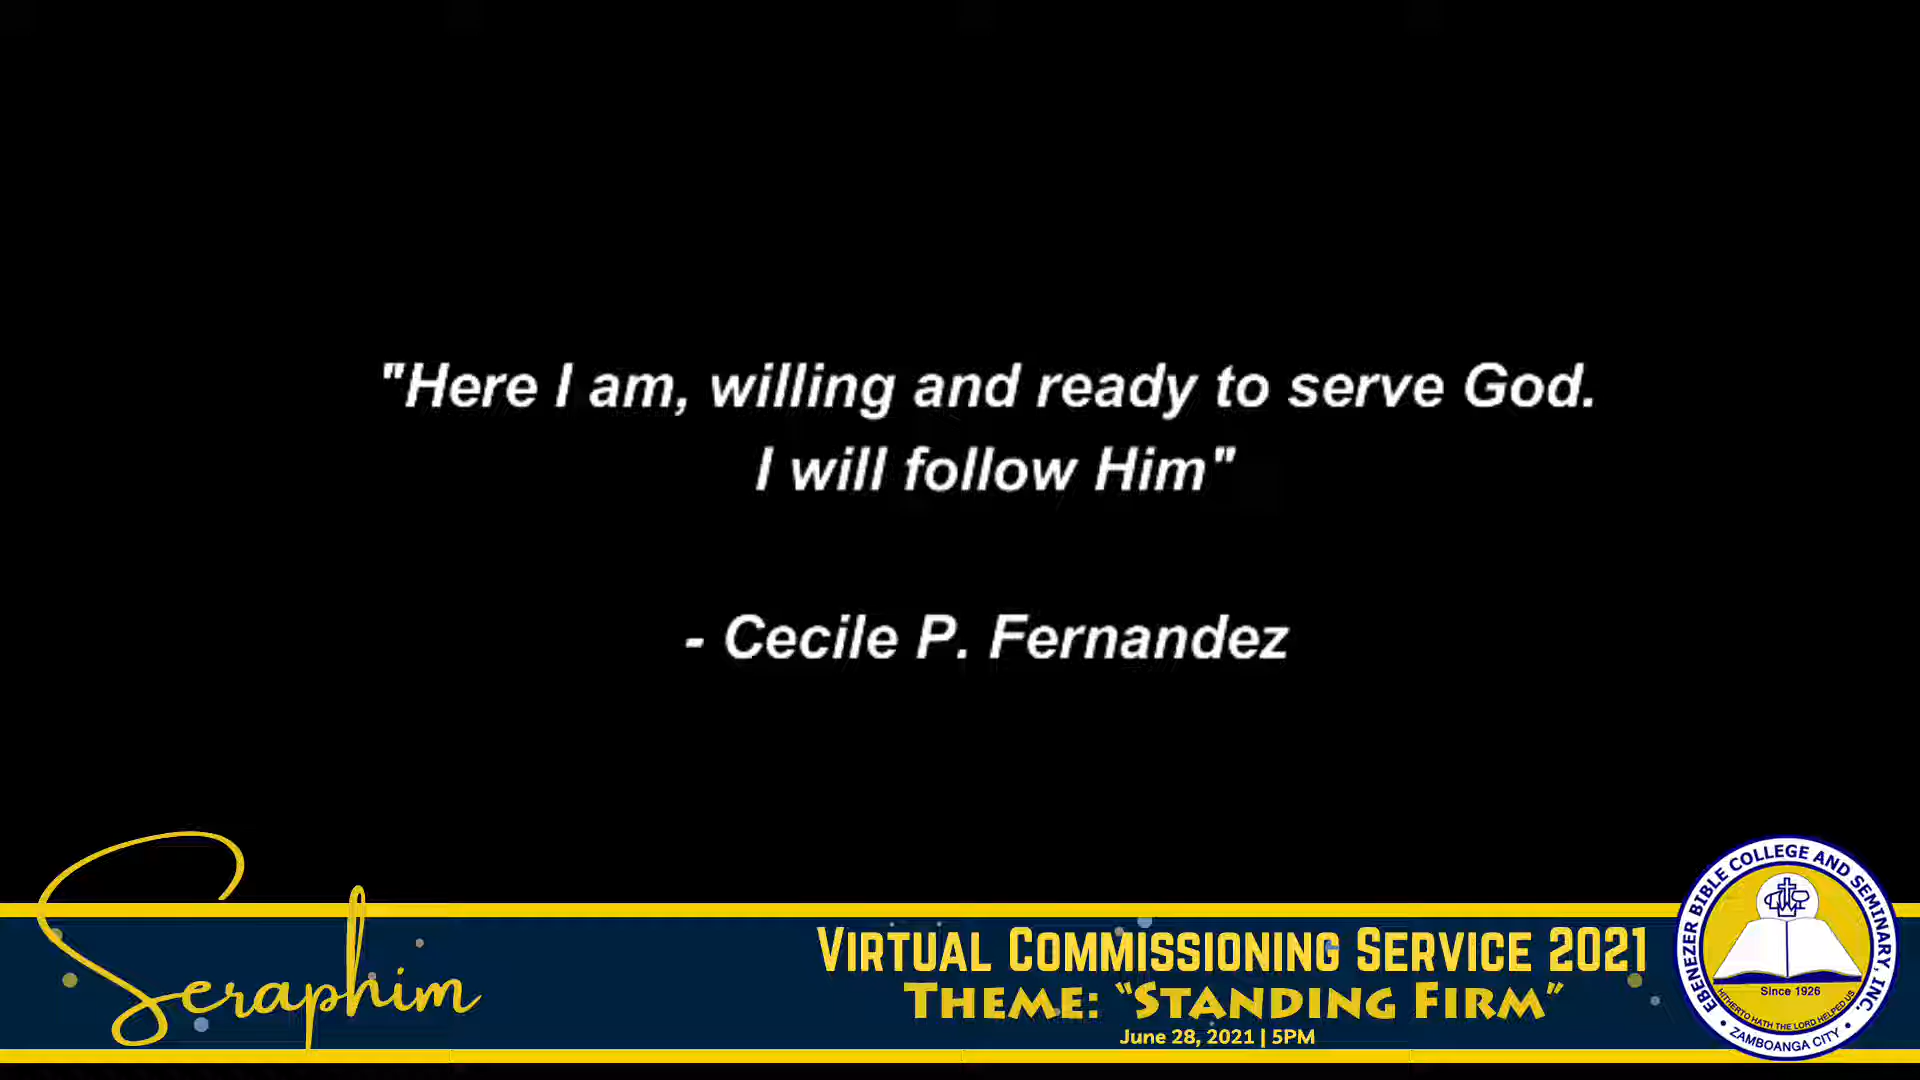 "Here I am, willing and ready to serve God.
I will follow Him"
- Cecile P. Fernandez
Seraphim
VIRTUAL COMMISSIONING SERVICE 2021
THEME: “STANDING FIRM”
June 28, 2021 | 5PM
EBENEZER BIBLE COLLEGE AND SEMINARY, INC.
Since 1926
HITHERTO HATH THE LORD HELPED US
• ZAMBOANGA CITY •